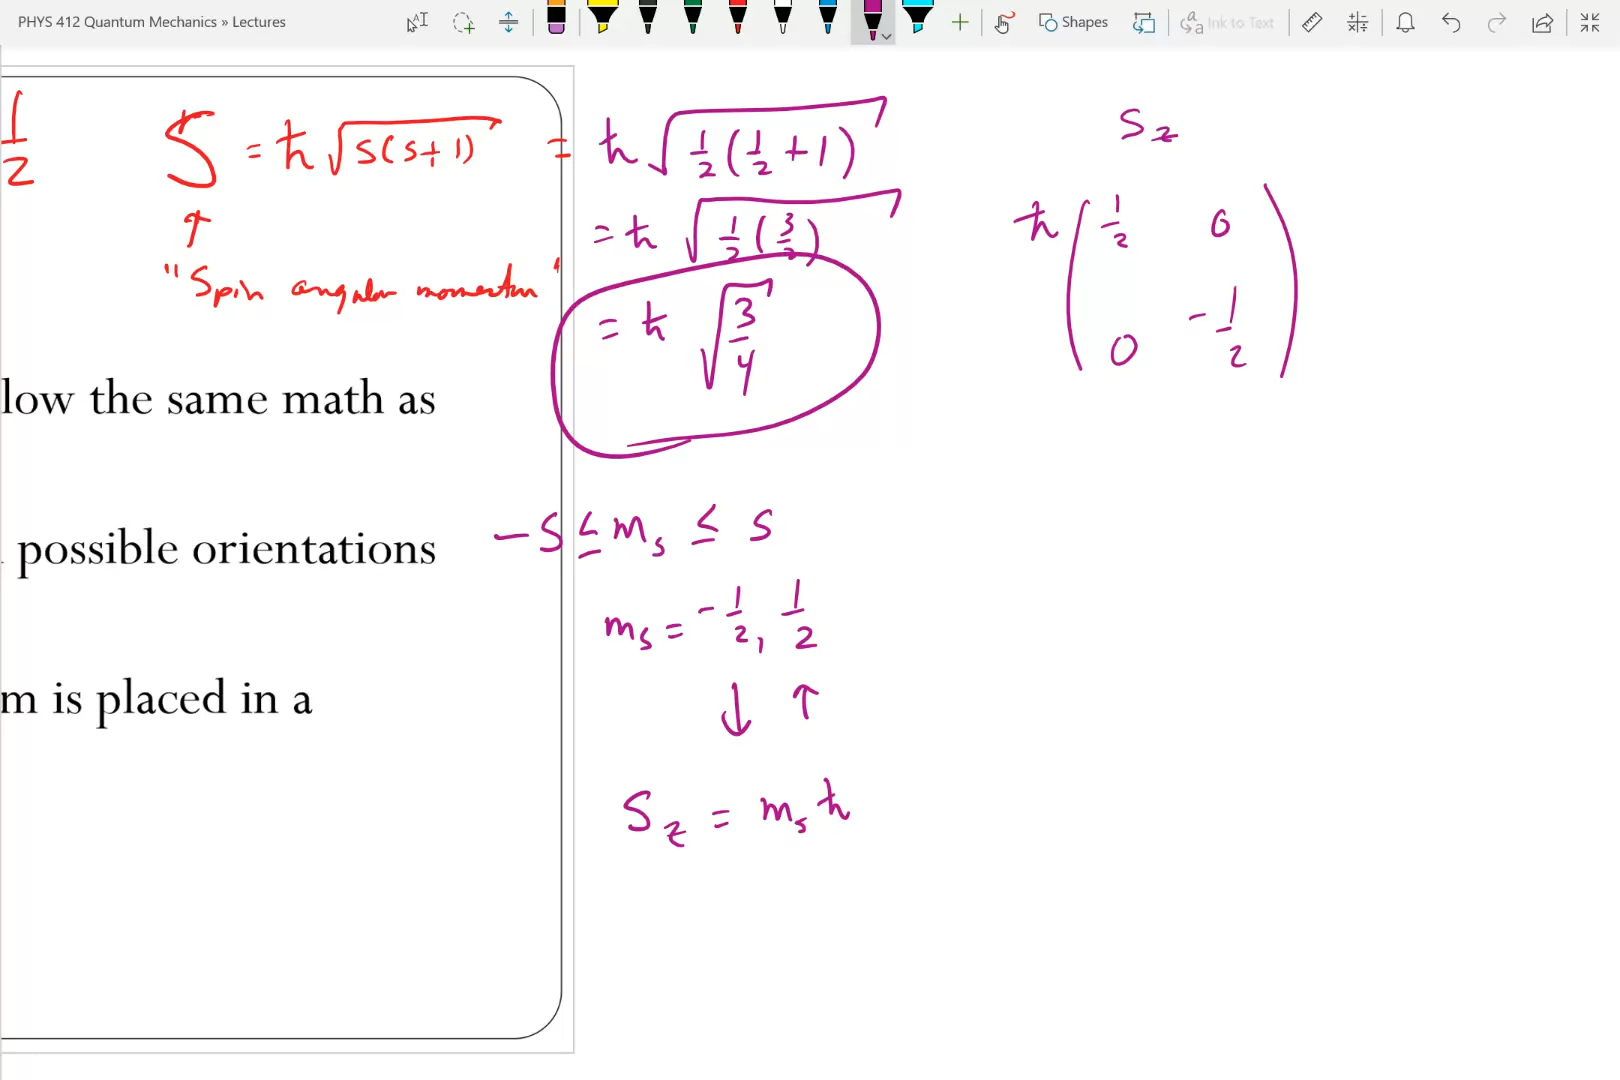 PHYS 412 Quantum Mechanics » Lectures
Shapes
Ink to Text
1/2
S = ħ √(s(s+1)) = ħ √(1/2 (1/2 + 1))
= ħ √(1/2 (3/2))
"Spin angular momentum"
= ħ √(3/4)
S z
ħ ( 1/2 0
0 -1/2 )
low the same math as
possible orientations
m is placed in a
-S ≤ m_s ≤ s
m_s = -1/2, 1/2
↓ ↑
S_z = m_s ħ